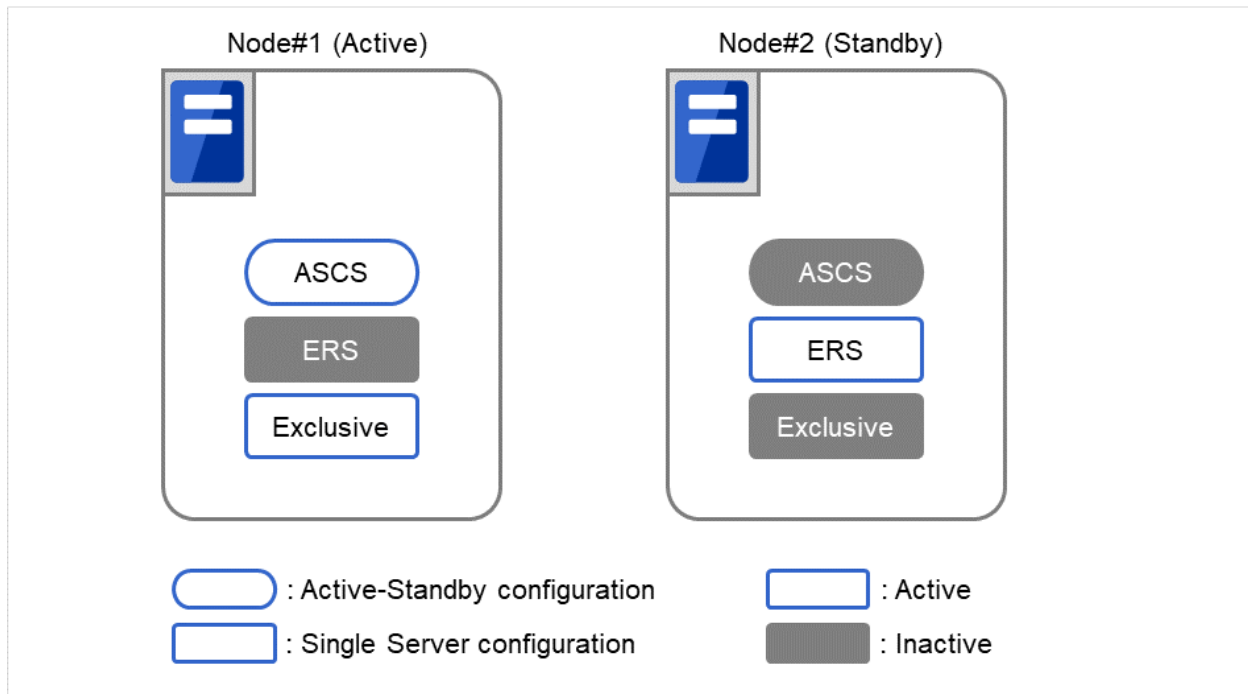 Node#1 (Active)
Node#2 (Standby)
ASCS
ERS
Exclusive
ASCS
ERS
Exclusive
: Active-Standby configuration
: Single Server configuration
: Active
: Inactive